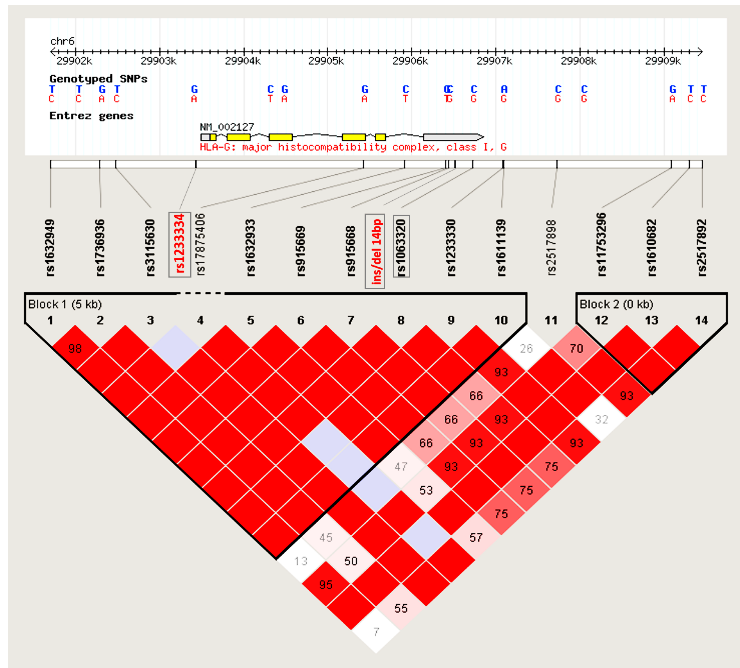 chr6
29902k 29903k 29904k 29905k 29906k 29907k 29908k 29909k
Genotyped SNPs
T T G T G C G G C C C C A C C G T T
C C A C A T A A T G G G G G G A C C
Entrez genes
NM_002127
HLA-G: major histocompatibility complex, class I, G
rs1632949
rs1736936
rs3115630
rs1233334
rs17875406
rs1632933
rs915669
rs915668
ins/del 14bp
rs1063320
rs1233330
rs1611139
rs2517898
rs11753296
rs1610682
rs2517892
Block 1 (5 kb)
Block 2 (0 kb)
1 2 3 4 5 6 7 8 9 10 11 12 13 14
98 26 70
93
66 93
66 93 32
66 93 93
47 93 75
53 75
75
45 57
13 50
95
55
7